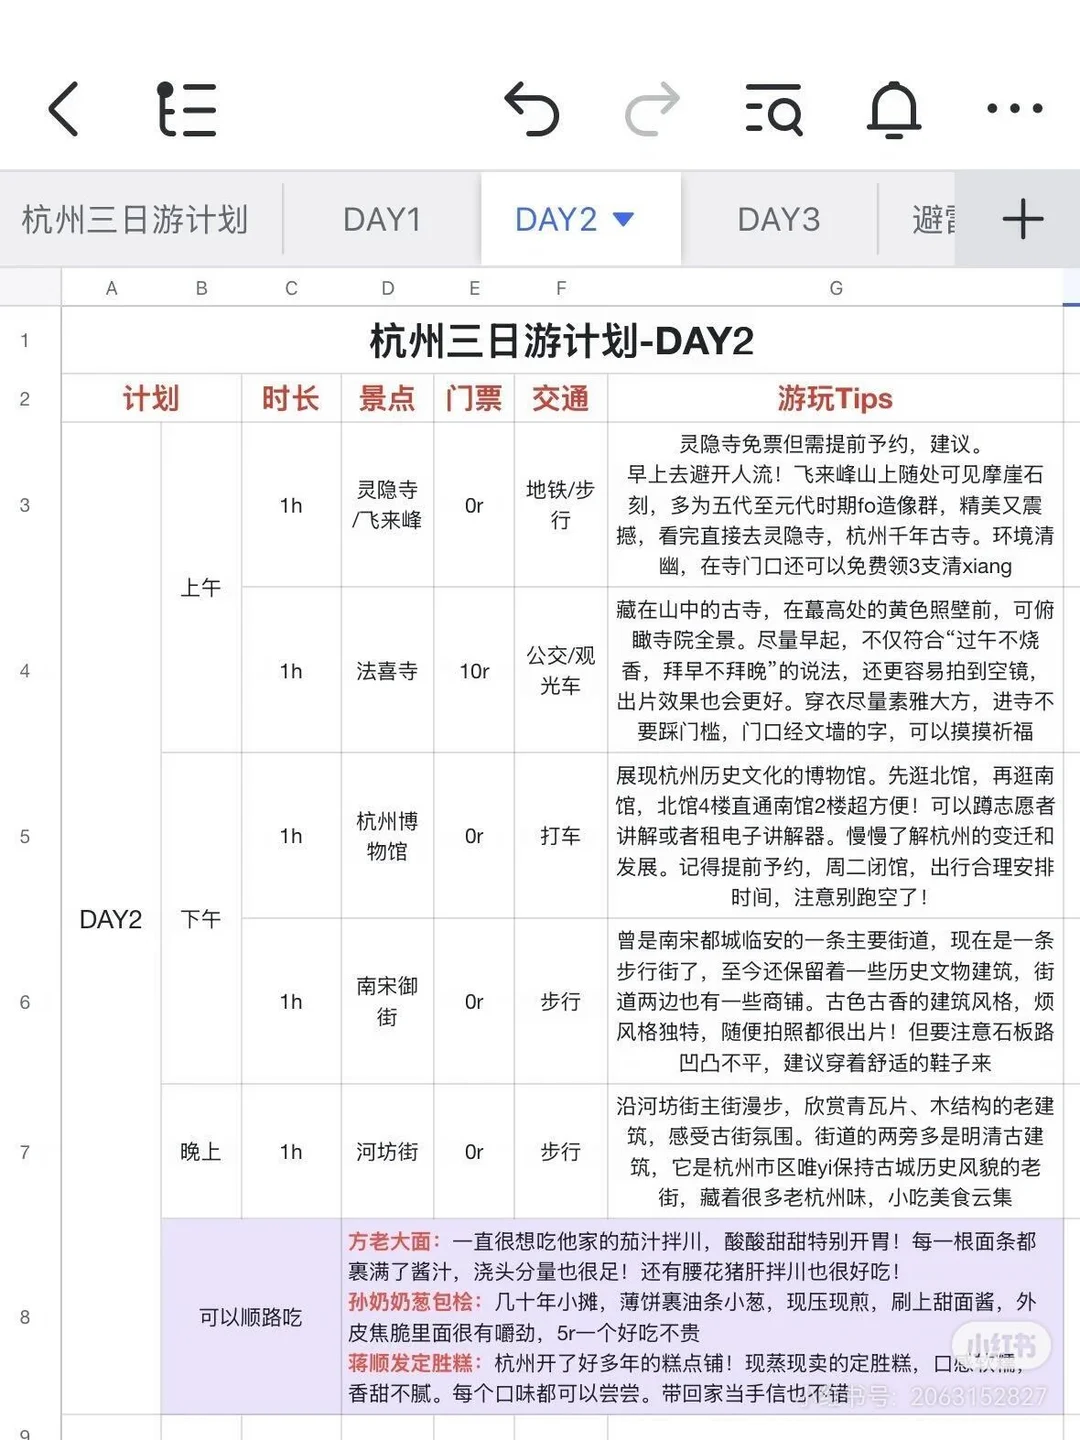 杭州三日游计划 DAY1 DAY2 DAY3
A B C D E F G
1 杭州三日游计划-DAY2
2 计划 时长 景点 门票 交通 游玩Tips
DAY2
上午
3 1h
灵隐寺
/飞来峰
0r
地铁/步
行
灵隐寺免票但需提前予约，建议。
早上去避开人流！飞来峰山上随处可见摩崖石
刻，多为五代至元代时期fo造像群，精美又震
撼，看完直接去灵隐寺，杭州千年古寺。环境清
幽，在寺门口还可以免费领3支清xiang
4 1h 法喜寺 10r
公交/观
光车
藏在山中的古寺，在蕞高处的黄色照壁前，可俯
瞰寺院全景。尽量早起，不仅符合“过午不烧
香，拜早不拜晚”的说法，还更容易拍到空镜，
出片效果也会更好。穿衣尽量素雅大方，进寺不
要踩门槛，门口经文墙的字，可以摸摸祈福
下午
5 1h
杭州博
物馆
0r 打车
展现杭州历史文化的博物馆。先逛北馆，再逛南
馆，北馆4楼直通南馆2楼超方便！可以蹲志愿者
讲解或者租电子讲解器。慢慢了解杭州的变迁和
发展。记得提前予约，周二闭馆，出行合理安排
时间，注意别跑空了！
6 1h
南宋御
街
0r 步行
曾是南宋都城临安的一条主要街道，现在是一条
步行街了，至今还保留着一些历史文物建筑，街
道两边也有一些商铺。古色古香的建筑风格，烦
风格独特，随便拍照都很出片！但要注意石板路
凹凸不平，建议穿着舒适的鞋子来
晚上
7 1h 河坊街 0r 步行
沿河坊街主街漫步，欣赏青瓦片、木结构的老建
筑，感受古街氛围。街道的两旁多是明清古建
筑，它是杭州市区唯yi保持古城历史风貌的老
街，藏着很多老杭州味，小吃美食云集
8 可以顺路吃
方老大面：一直很想吃他家的茄汁拌川，酸酸甜甜特别开胃！每一根面条都
裹满了酱汁，浇头分量也很足！还有腰花猪肝拌川也很好吃！
孙奶奶葱包桧：几十年小摊，薄饼裹油条小葱，现压现煎，刷上甜面酱，外
皮焦脆里面很有嚼劲，5r一个好吃不贵
蒋顺发定胜糕：杭州开了好多年的糕点铺！现蒸现卖的定胜糕，口感软糯，
香甜不腻。每个口味都可以尝尝。带回家当手信也不错
9
小红书
小红书号：2063152827